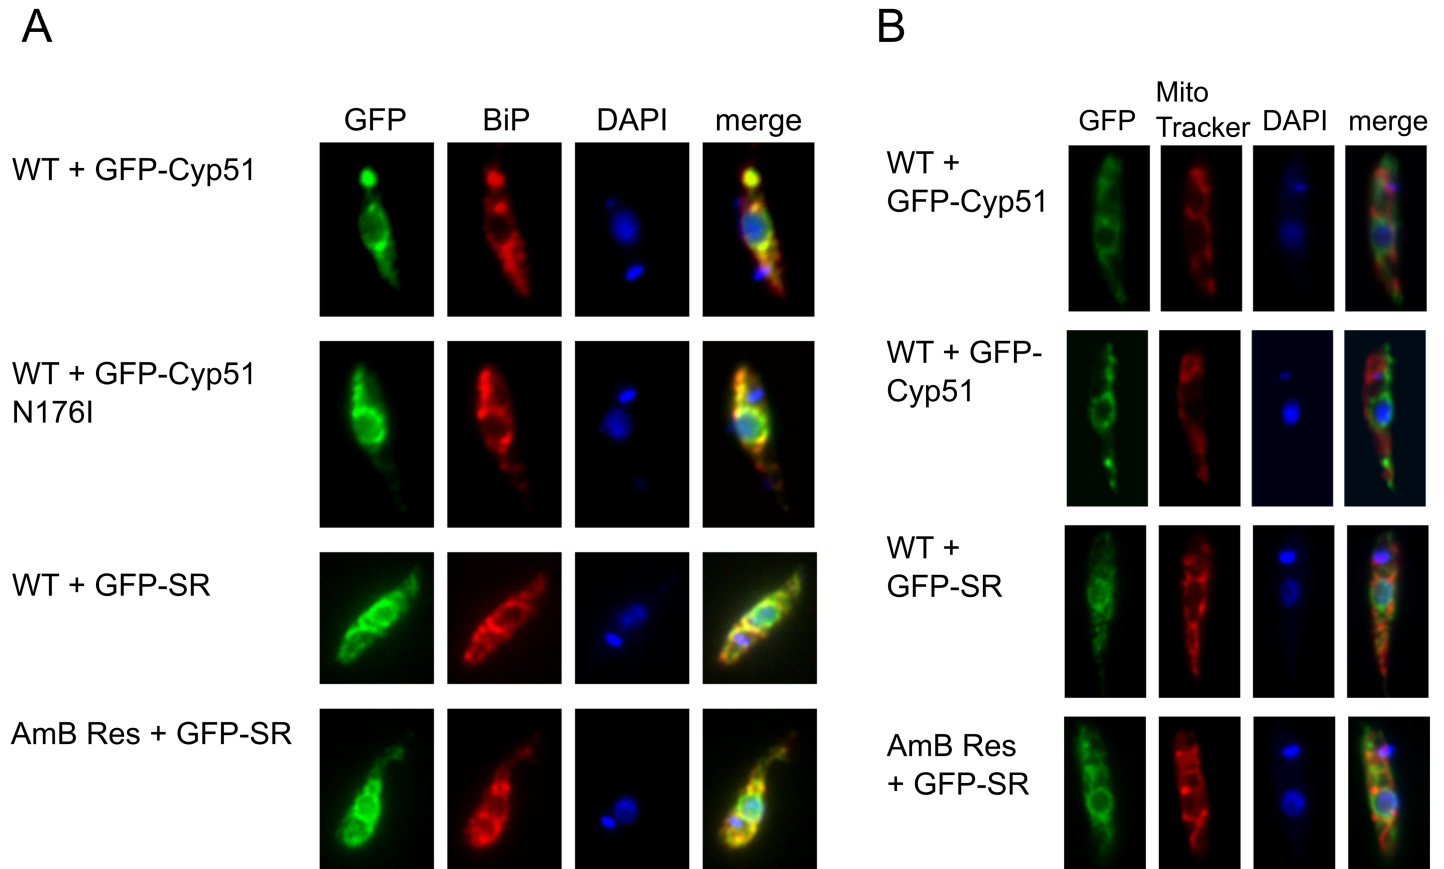 A
GFP BiP DAPI merge
WT + GFP-Cyp51
WT + GFP-Cyp51
N176I
WT + GFP-SR
AmB Res + GFP-SR
B
GFP Mito
Tracker DAPI merge
WT +
GFP-Cyp51
WT + GFP-
Cyp51
WT +
GFP-SR
AmB Res
+ GFP-SR